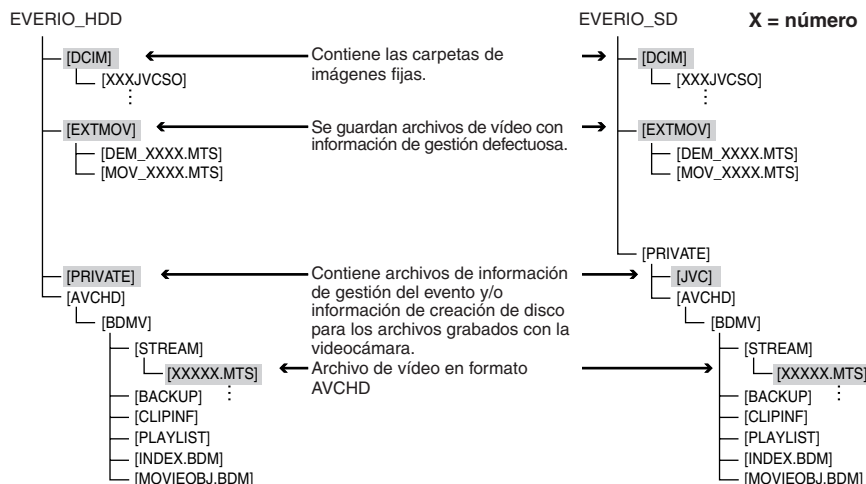 EVERIO_HDD
EVERIO_SD
X = número
[DCIM]
Contiene las carpetas de
imágenes fijas.
[DCIM]
[XXXJVCSO]
[XXXJVCSO]
[EXTMOV]
Se guardan archivos de vídeo con
información de gestión defectuosa.
[EXTMOV]
[DEM_XXXX.MTS]
[MOV_XXXX.MTS]
[DEM_XXXX.MTS]
[MOV_XXXX.MTS]
[PRIVATE]
[PRIVATE]
Contiene archivos de información
de gestión del evento y/o
información de creación de disco
para los archivos grabados con la
videocámara.
[JVC]
[AVCHD]
[AVCHD]
[BDMV]
[BDMV]
[STREAM]
[STREAM]
[XXXXX.MTS]
Archivo de vídeo en formato
AVCHD
[XXXXX.MTS]
[BACKUP]
[CLIPINF]
[PLAYLIST]
[INDEX.BDM]
[MOVIEOBJ.BDM]
[BACKUP]
[CLIPINF]
[PLAYLIST]
[INDEX.BDM]
[MOVIEOBJ.BDM]